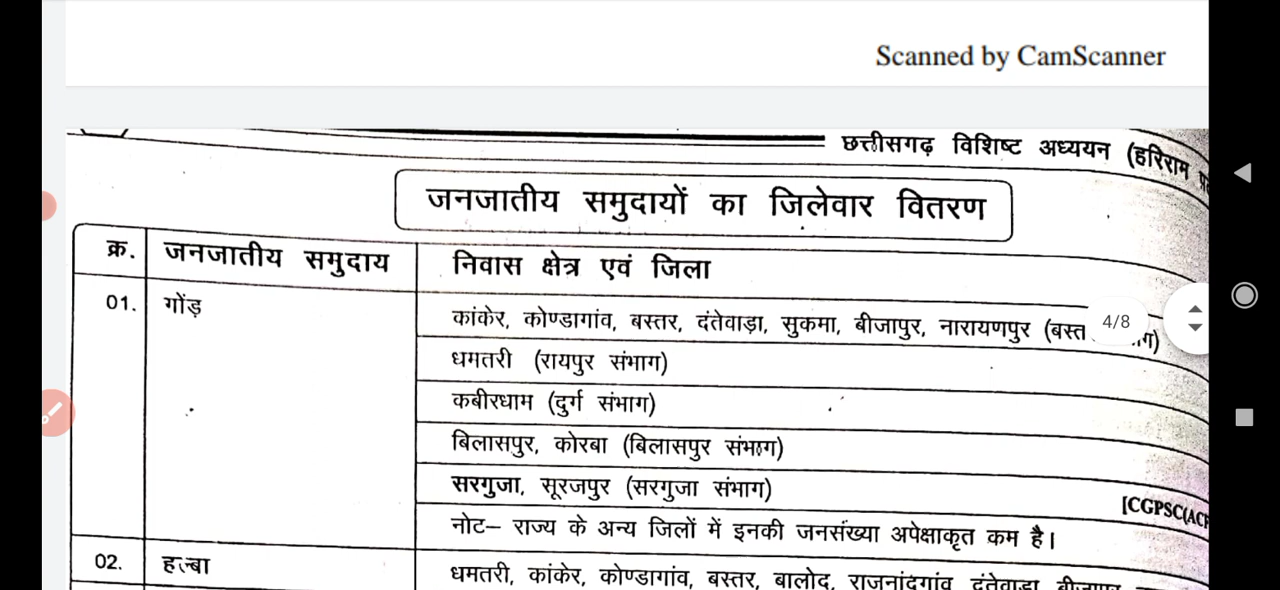 Scanned by CamScanner
छत्तीसगढ़ विशिष्ट अध्ययन (हरिराम
जनजातीय समुदायों का जिलेवार वितरण
क्र. जनजातीय समुदाय निवास क्षेत्र एवं जिला
01. गोंड़ कांकेर, कोण्डागांव, बस्तर, दंतेवाड़ा, सुकमा, बीजापुर, नारायणपुर (बस्त
4/8
धमतरी (रायपुर संभाग)
कबीरधाम (दुर्ग संभाग)
बिलासपुर, कोरबा (बिलासपुर संभाग)
सरगुजा, सूरजपुर (सरगुजा संभाग)
[CGPSC(ACF
नोट– राज्य के अन्य जिलों में इनकी जनसंख्या अपेक्षाकृत कम है।
02. हल्बा धमतरी, कांकेर, कोण्डागांव, बस्तर, बालोद, राजनांदगांव, दंतेवाड़ा, बीजापुर